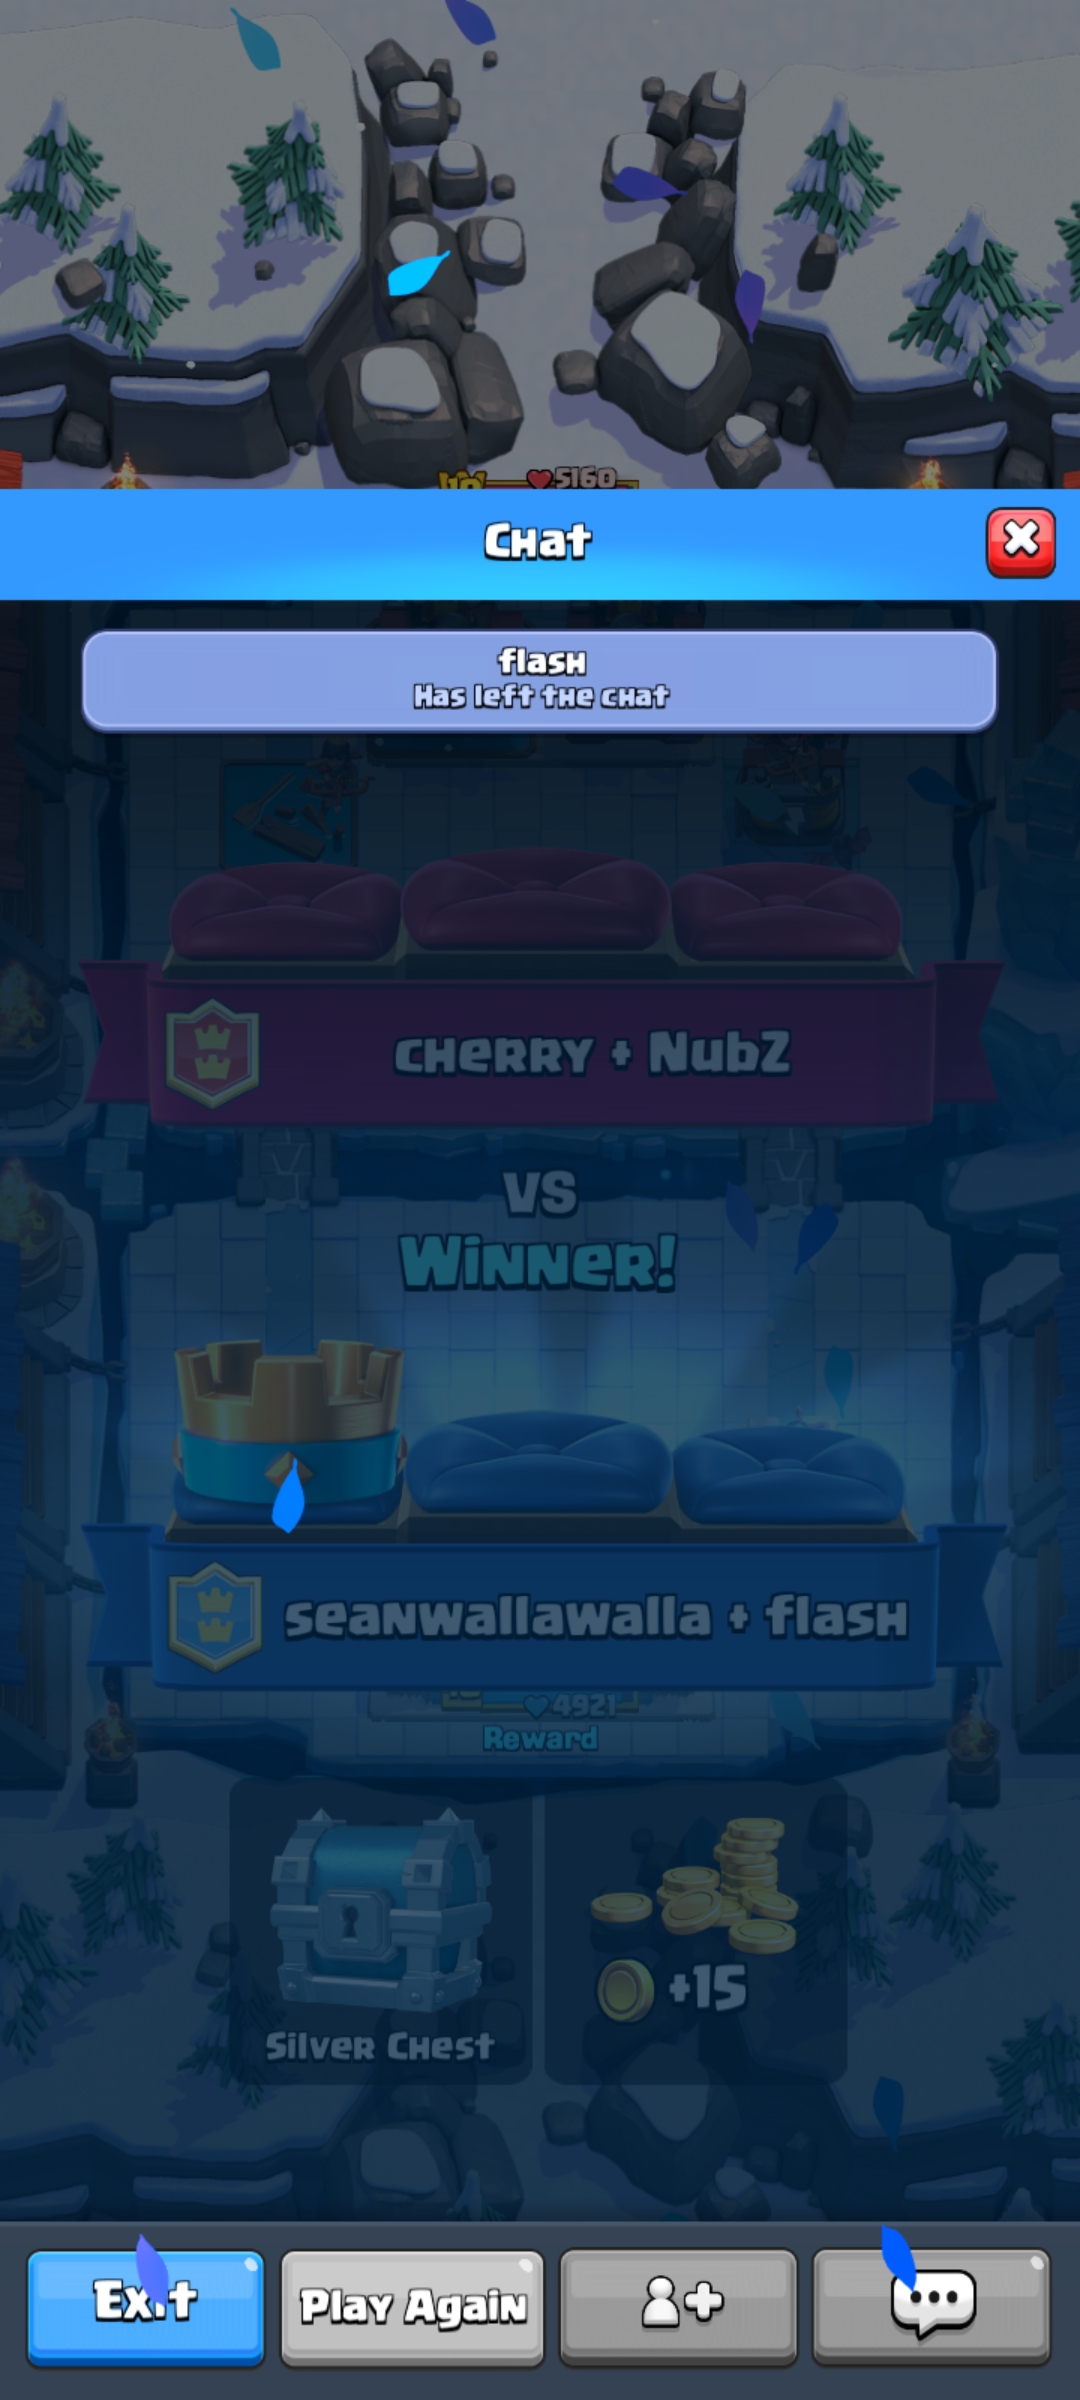 5160
Chat
flash
Has left the chat
cherry + NubZ
VS
Winner!
seanwallawalla + flash
4921
Reward
+15
Silver Chest
Exit
Play Again